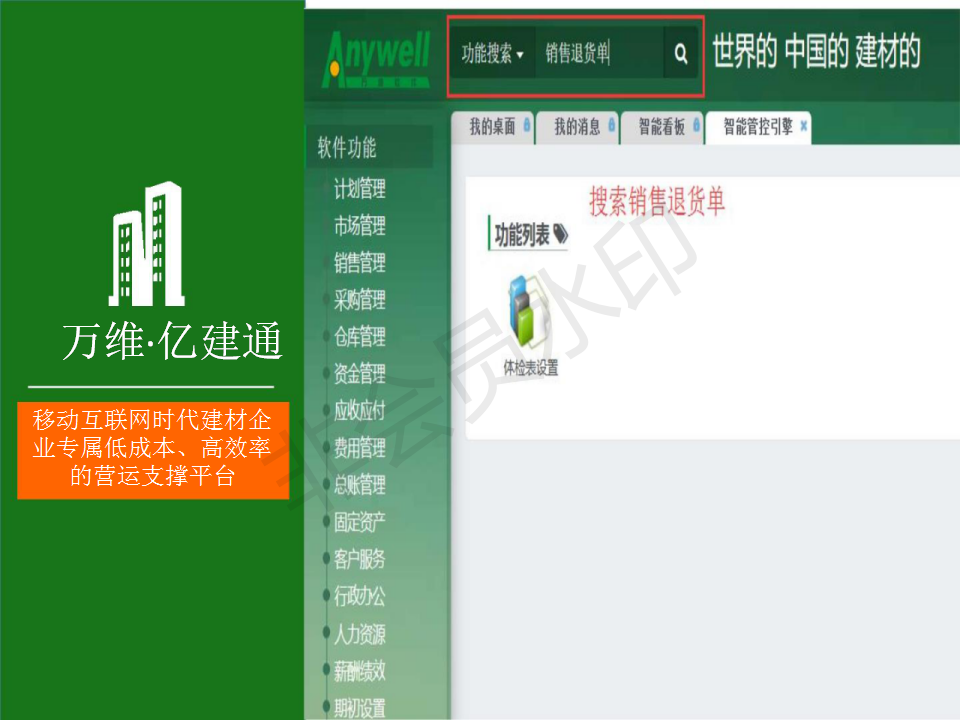 万维·亿建通
移动互联网时代建材企
业专属低成本、高效率
的营运支撑平台
Anywell
功能搜索
销售退货单
世界的 中国的 建材的
我的桌面
我的消息
智能看板
智能管控引擎
软件功能
计划管理
市场管理
销售管理
采购管理
仓库管理
资金管理
应收应付
费用管理
总账管理
固定资产
客户服务
行政办公
人力资源
薪酬绩效
期初设置
搜索销售退货单
功能列表
体检表设置
非会员水印